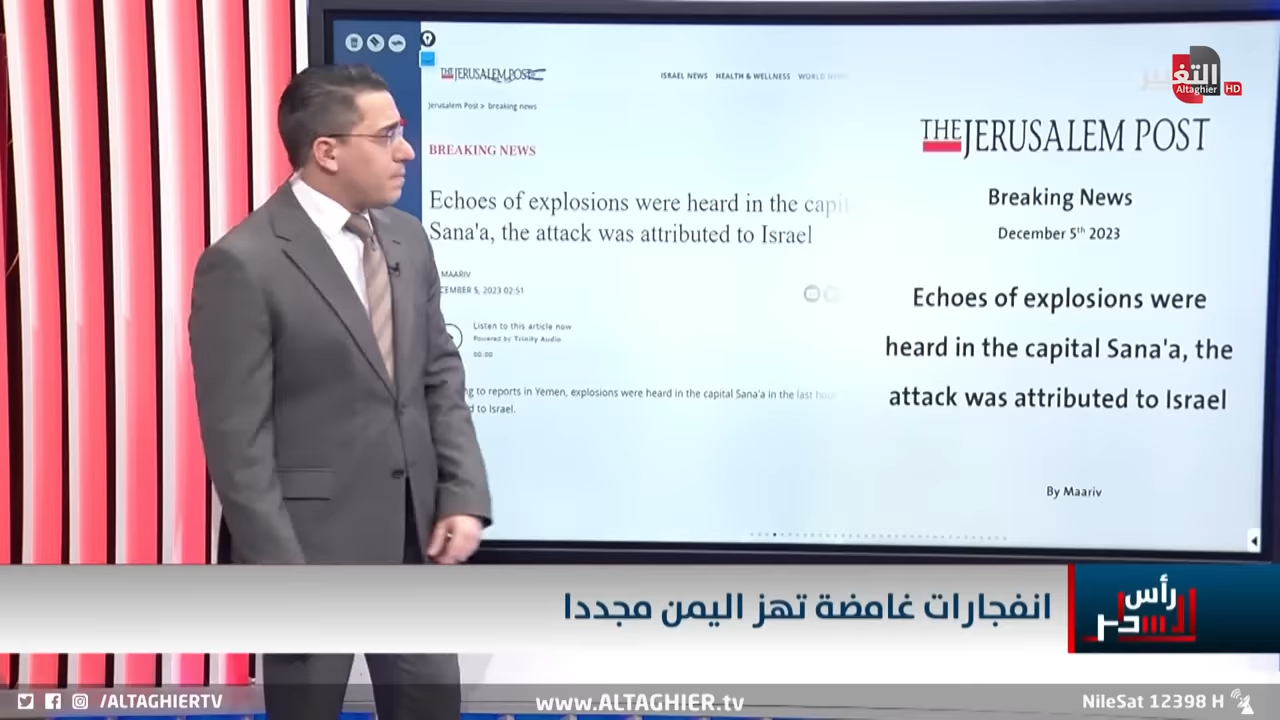 THE JERUSALEM POST
ISRAEL NEWS HEALTH & WELLNESS WORLD
Jerusalem Post > breaking news
BREAKING NEWS
Echoes of explosions were heard in the capi
Sana'a, the attack was attributed to Israel
MAARIV
CEMBER 5, 2023 02:51
Listen to this article now
Powered by Trinity Audio
00:00
ng to reports in Yemen, explosions were heard in the capital Sana'a in the last hour
d to Israel.
التغيير
Altaghier HD
THE JERUSALEM POST
Breaking News
December 5th 2023
Echoes of explosions were
heard in the capital Sana'a, the
attack was attributed to Israel
By Maariv
انفجارات غامضة تهز اليمن مجددا
رأس
السطر
/ALTAGHIERTV
www.ALTAGHIER.tv
NileSat 12398 H